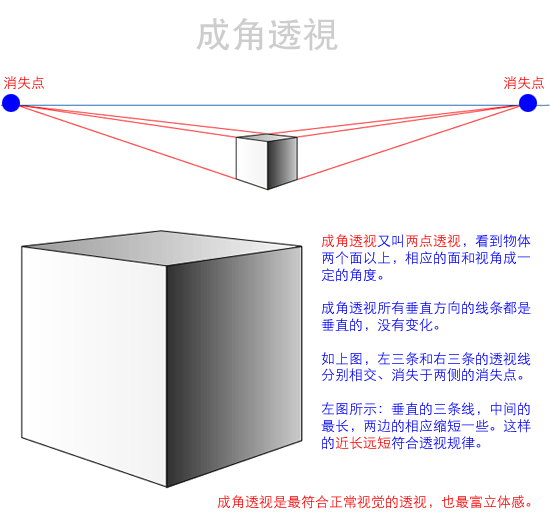 成角透視
消失点
消失点
成角透视又叫两点透视，看到物体
两个面以上，相应的面和视角成一
定的角度。
成角透视所有垂直方向的线条都是
垂直的，没有变化。
如上图，左三条和右三条的透视线
分别相交、消失于两侧的消失点。
左图所示：垂直的三条线，中间的
最长，两边的相应缩短一些。这样
的近长远短符合透视规律。
成角透视是最符合正常视觉的透视，也最富立体感。